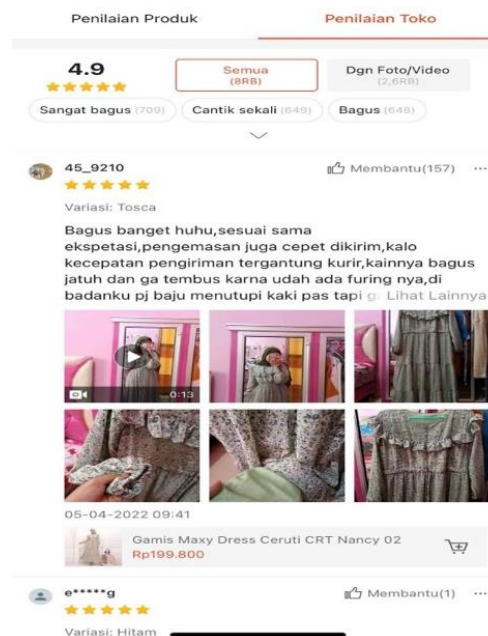 Penilaian Produk
Penilaian Toko
4.9
Semua
(8RB)
Dgn Foto/Video
(2,6RB)
Sangat bagus (709)
Cantik sekali (649)
Bagus (648)
45_9210
Membantu(157)
Variasi: Tosca
Bagus banget huhu,sesuai sama
ekspetasi,pengemasan juga cepet dikirim,kalo
kecepatan pengiriman tergantung kurir,kainnya bagus
jatuh dan ga tembus karna udah ada furing nya,di
badanku pj baju menutupi kaki pas tapi g Lihat Lainnya
0:13
05-04-2022 09:41
Gamis Maxy Dress Ceruti CRT Nancy 02
Rp199.800
e*****g
Membantu(1)
Variasi: Hitam